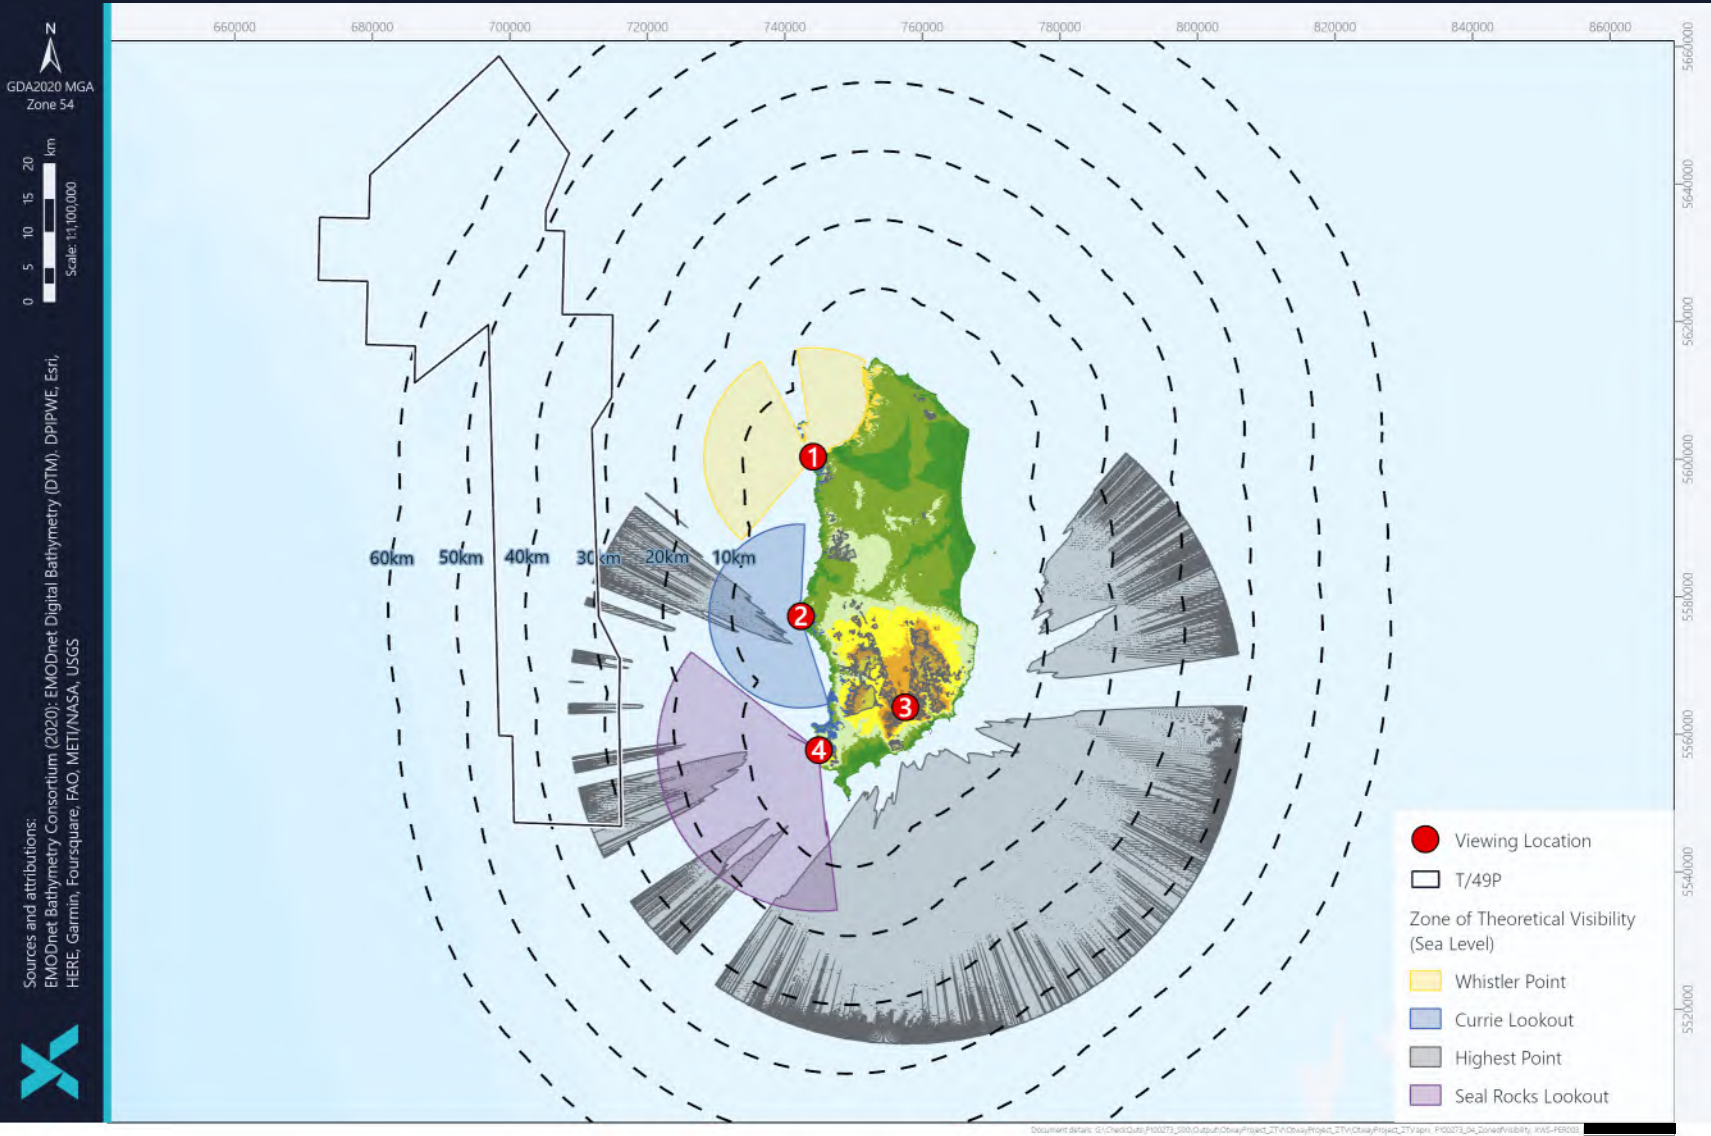 660000 680000 700000 720000 740000 760000 780000 800000 820000 840000 860000
5660000
5640000
5620000
5600000
5580000
5560000
5540000
5520000
N
GDA2020 MGA
Zone 54
0 5 10 15 20 km
Scale: 1:1,100,000
Sources and attributions:
EMODnet Bathymetry Consortium (2020): EMODnet Digital Bathymetry (DTM). DPIPWE, Esri,
HERE, Garmin, Foursquare, FAO, METI/NASA, USGS
60km 50km 40km 30km 20km 10km
1
2
3
4
Viewing Location
T/49P
Zone of Theoretical Visibility
(Sea Level)
Whistler Point
Currie Lookout
Highest Point
Seal Rocks Lookout
Document details: